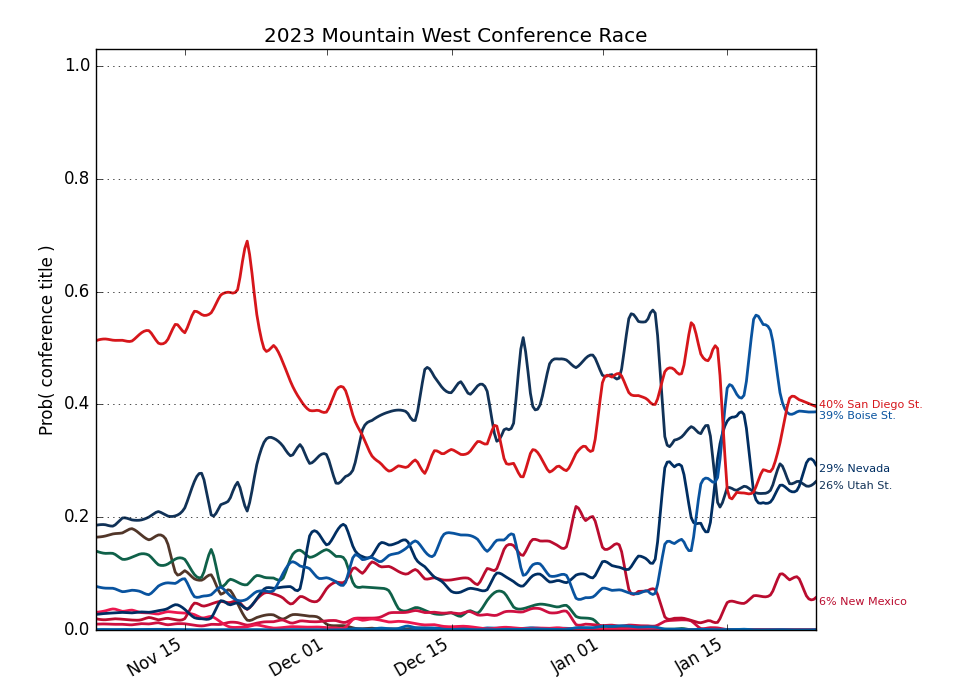 2023 Mountain West Conference Race
Prob( conference title )
1.0
0.8
0.6
0.4
0.2
0.0
40% San Diego St.
39% Boise St.
29% Nevada
26% Utah St.
6% New Mexico
Nov 15
Dec 01
Dec 15
Jan 01
Jan 15